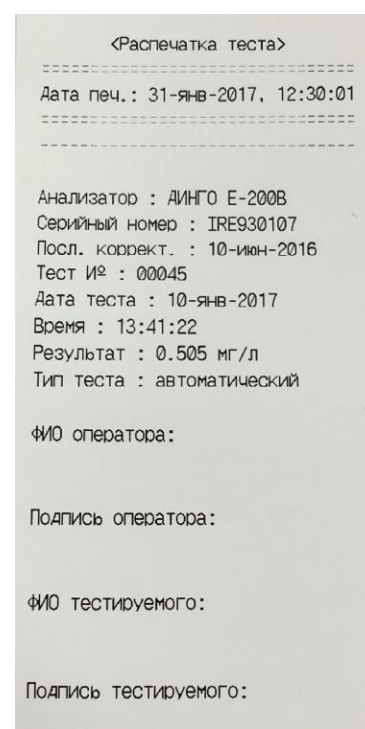 <Распечатка теста>
==============================
Дата печ.: 31-янв-2017, 12:30:01
==============================
------------------------------
Анализатор : ДИНГО Е-200В
Серийный номер : IRE930107
Посл. коррект. : 10-июн-2016
Тест № : 00045
Дата теста : 10-янв-2017
Время : 13:41:22
Результат : 0.505 мг/л
Тип теста : автоматический
ФИО оператора:
Подпись оператора:
ФИО тестируемого:
Подпись тестируемого: